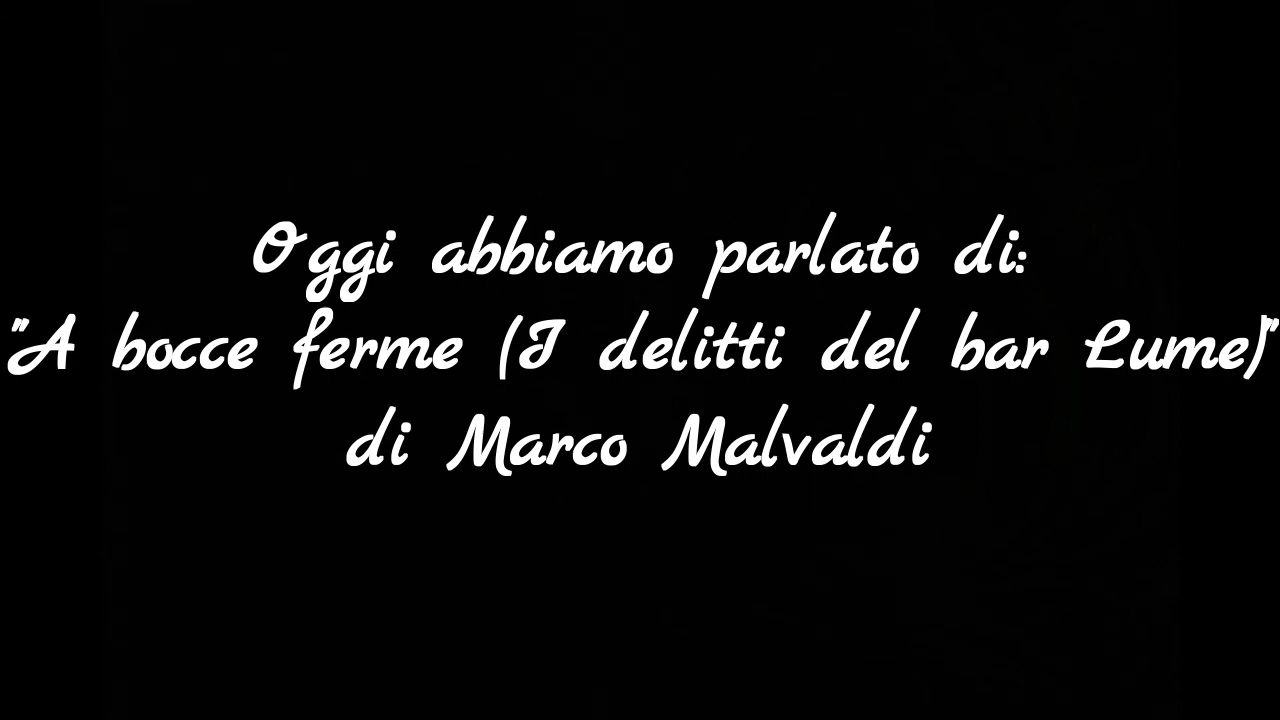 Oggi abbiamo parlato di:
"A bocce ferme (I delitti del bar Lume)"
di Marco Malvaldi